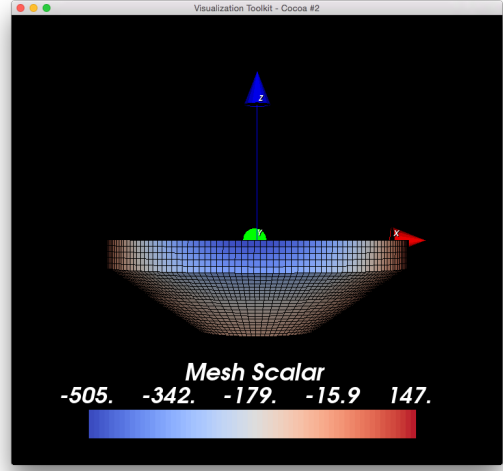 Visualization Toolkit - Cocoa #2
Z
Y
X
Mesh Scalar
-505. -342. -179. -15.9 147.